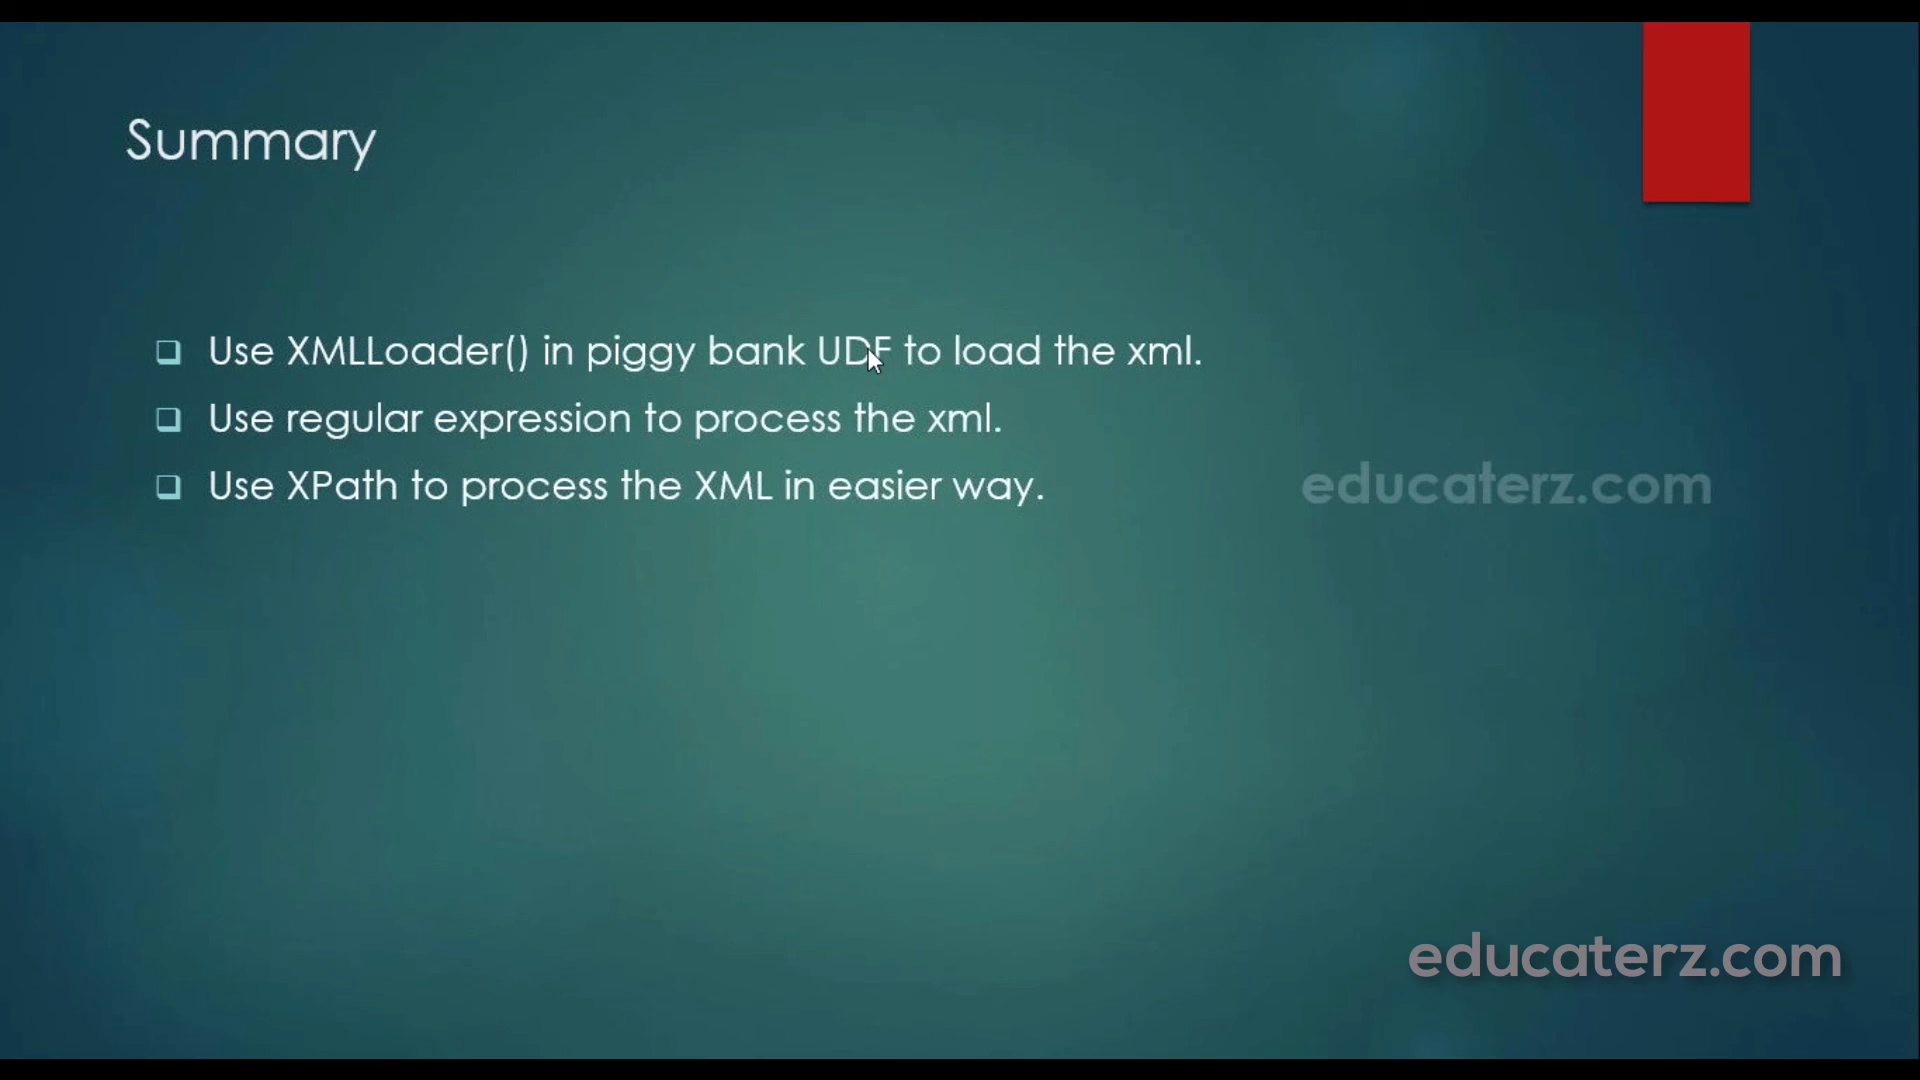 Summary
Use XMLLoader() in piggy bank UDF to load the xml.
Use regular expression to process the xml.
Use XPath to process the XML in easier way.
educaterz.com
educaterz.com